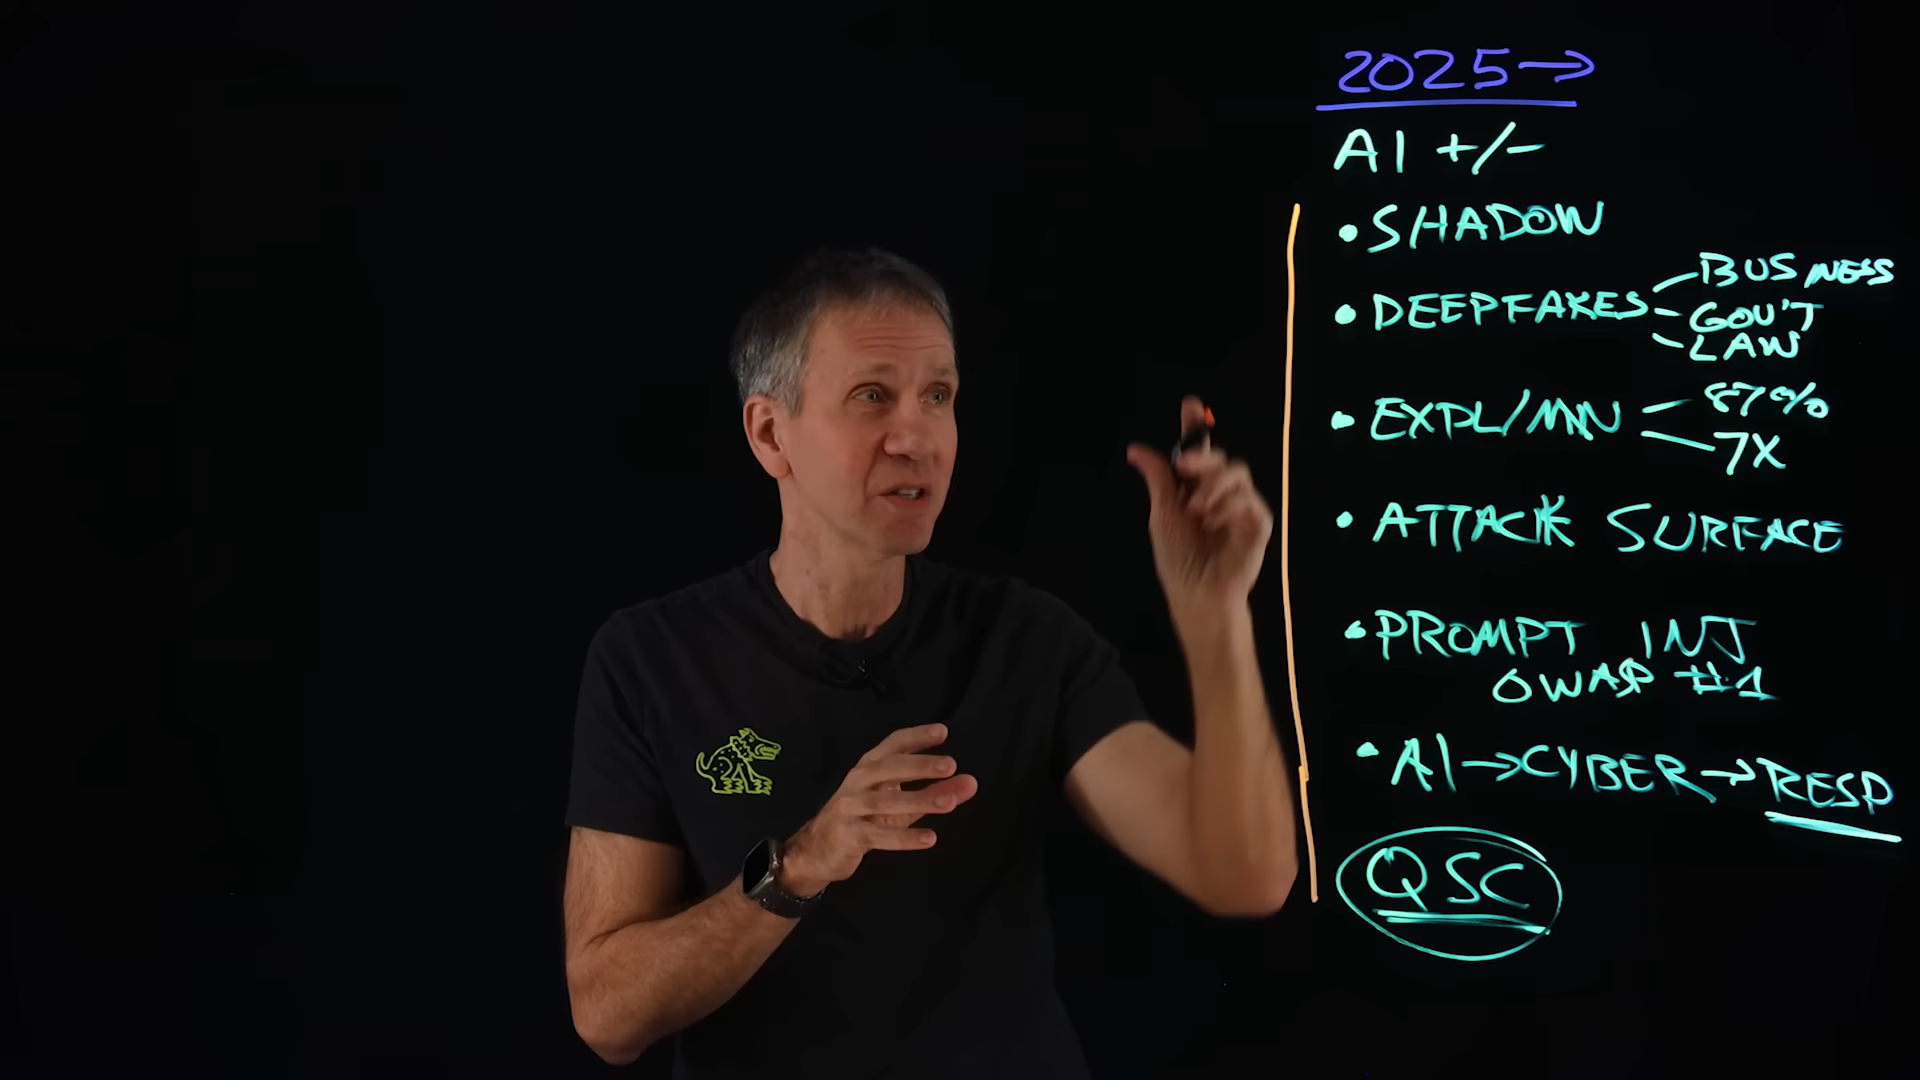 2025→
AI +/-
• SHADOW
• DEEPFAKES
BUSINESS
GOV'T
LAW
• EXPL/MW
87%
7X
• ATTACK SURFACE
• PROMPT INJ
OWASP #1
• AI→CYBER→RESP
QSC